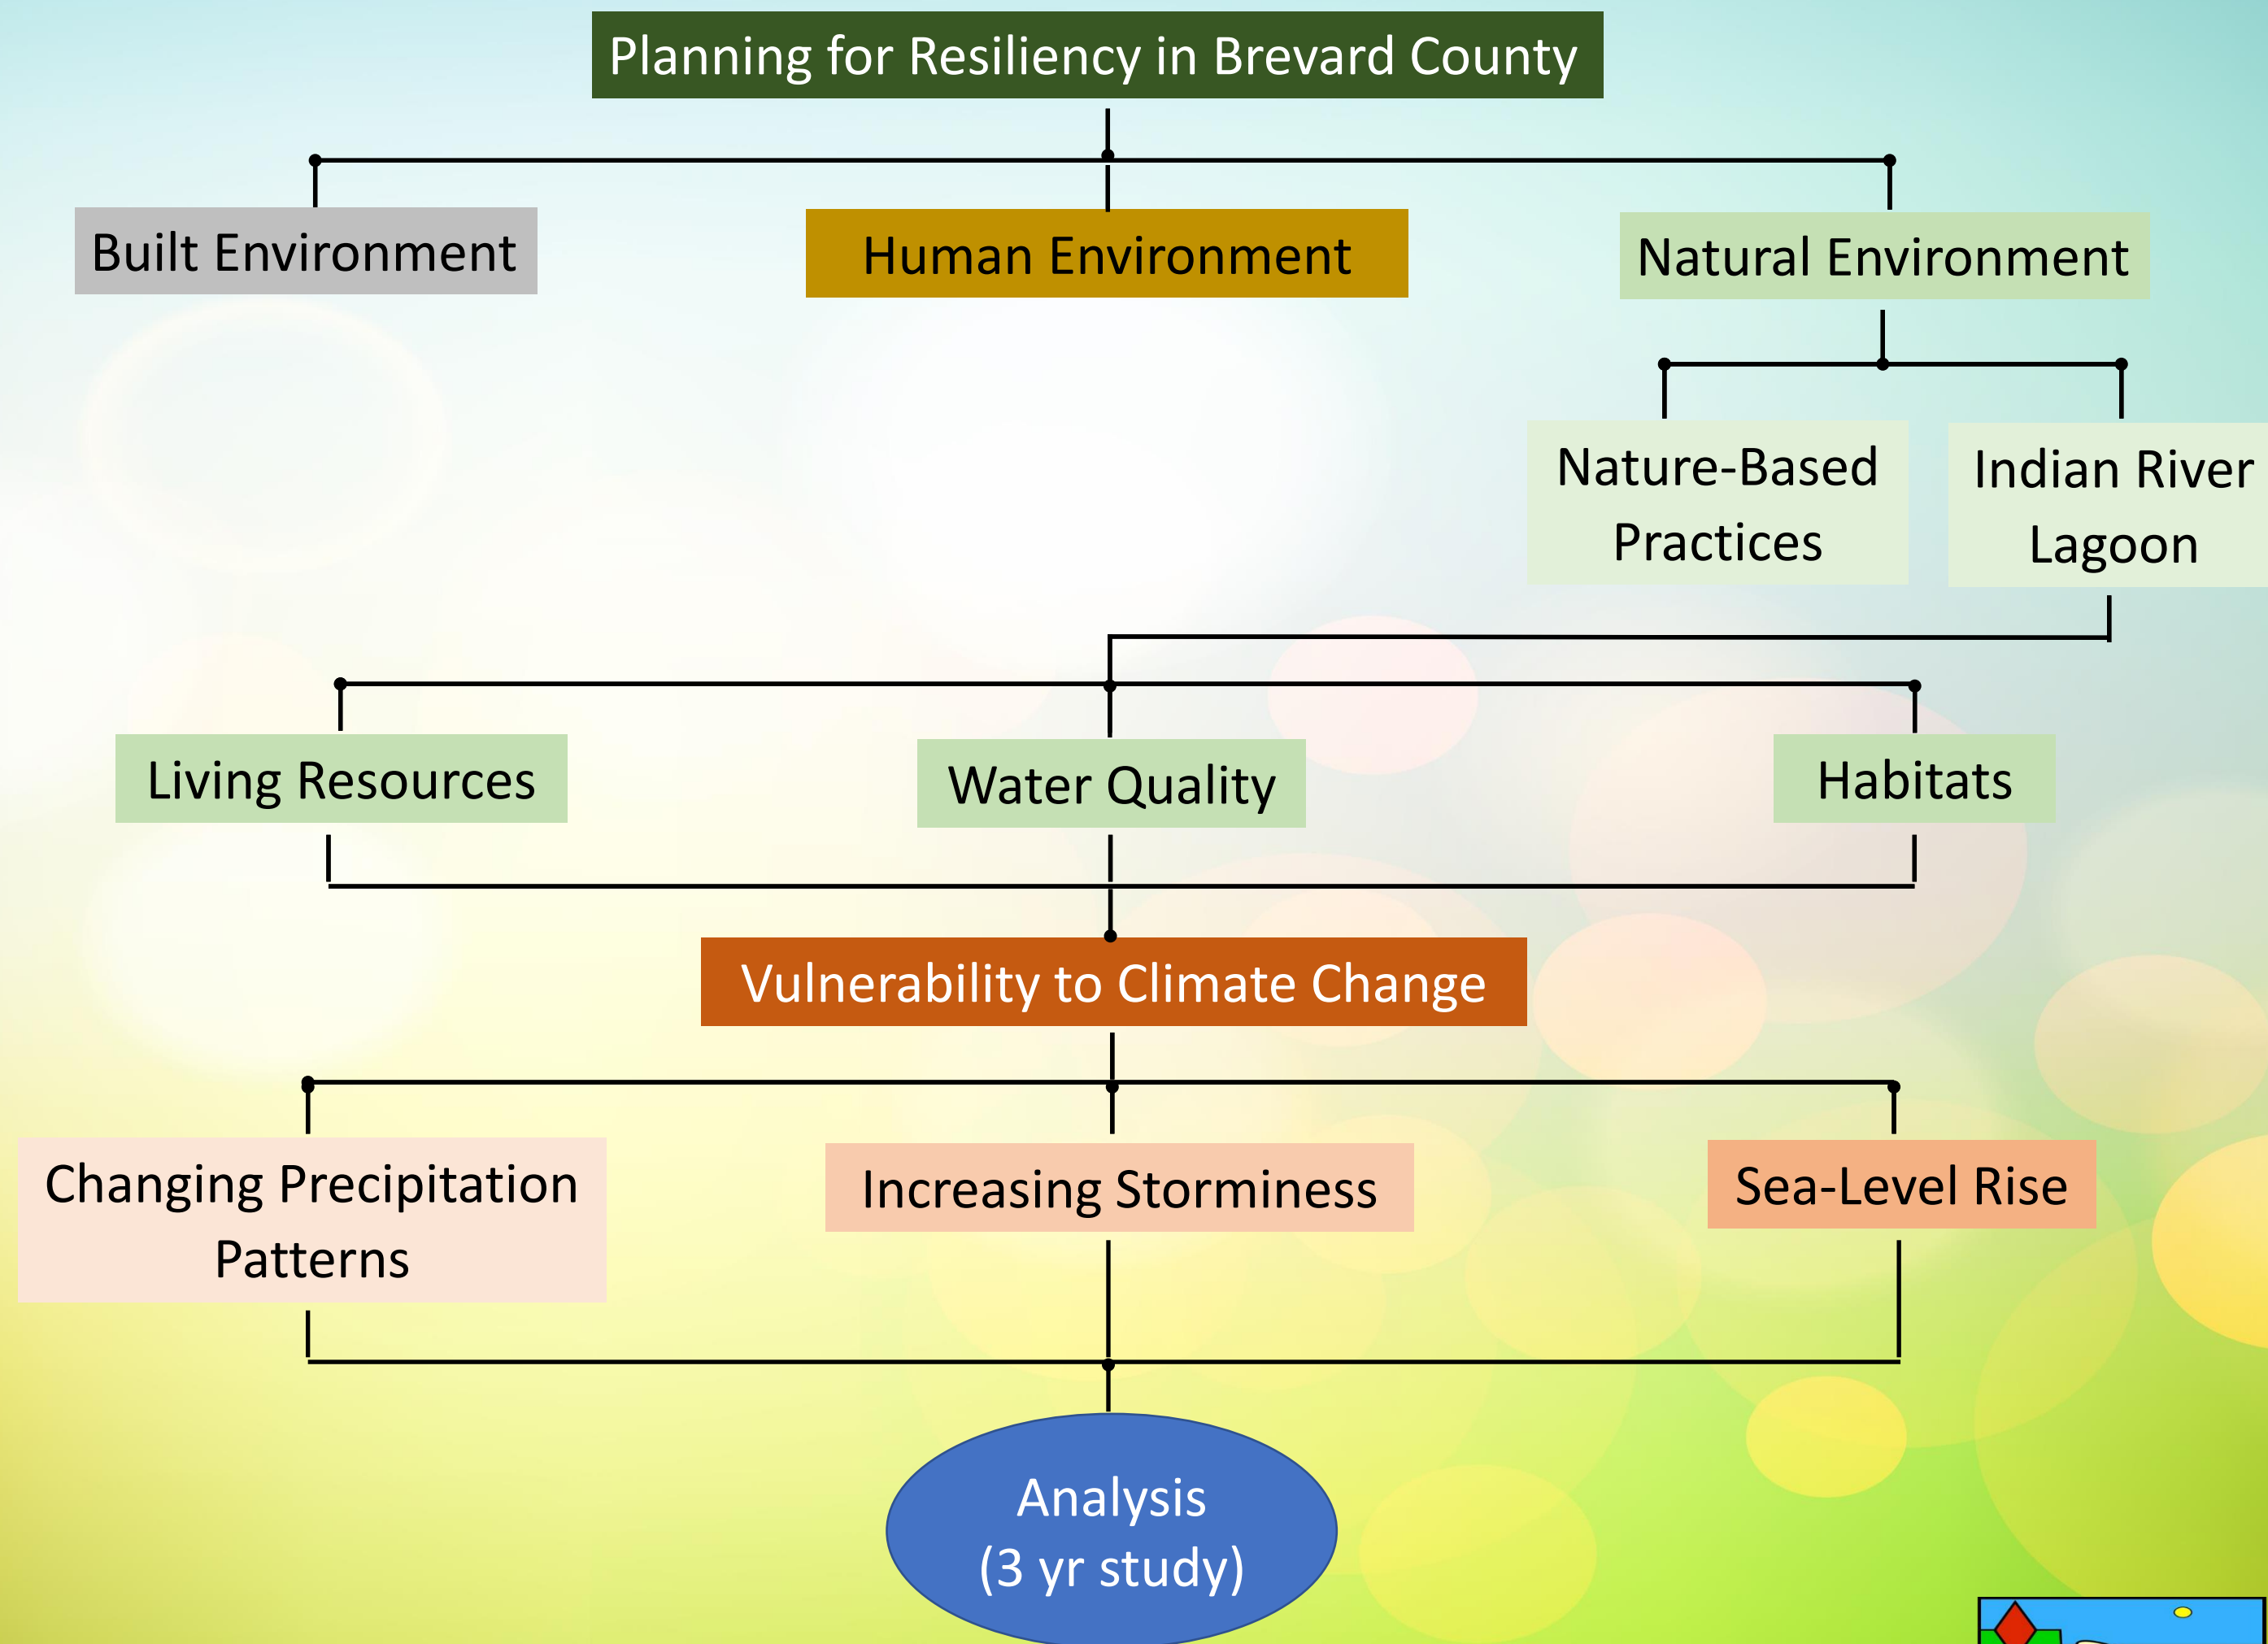 Planning for Resiliency in Brevard County
Built Environment
Human Environment
Natural Environment
Nature-Based
Practices
Indian River
Lagoon
Living Resources
Water Quality
Habitats
Vulnerability to Climate Change
Changing Precipitation
Patterns
Increasing Storminess
Sea-Level Rise
Analysis
(3 yr study)